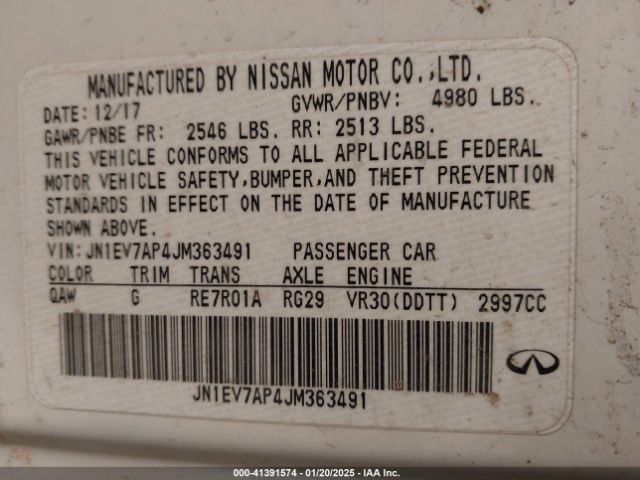 MANUFACTURED BY NISSAN MOTOR CO.,LTD.
DATE: 12/17 GVWR/PNBV: 4980 LBS.
GAWR/PNBE FR: 2546 LBS. RR: 2513 LBS.
THIS VEHICLE CONFORMS TO ALL APPLICABLE FEDERAL
MOTOR VEHICLE SAFETY,BUMPER,AND THEFT PREVENTION
STANDARDS IN EFFECT ON THE DATE OF MANUFACTURE
SHOWN ABOVE.
VIN:JN1EV7AP4JM363491 PASSENGER CAR
COLOR TRIM TRANS AXLE ENGINE
QAW G RE7R01A RG29 VR30(DDTT) 2997CC
JN1EV7AP4JM363491
000-41391574 - 01/20/2025 - IAA Inc.